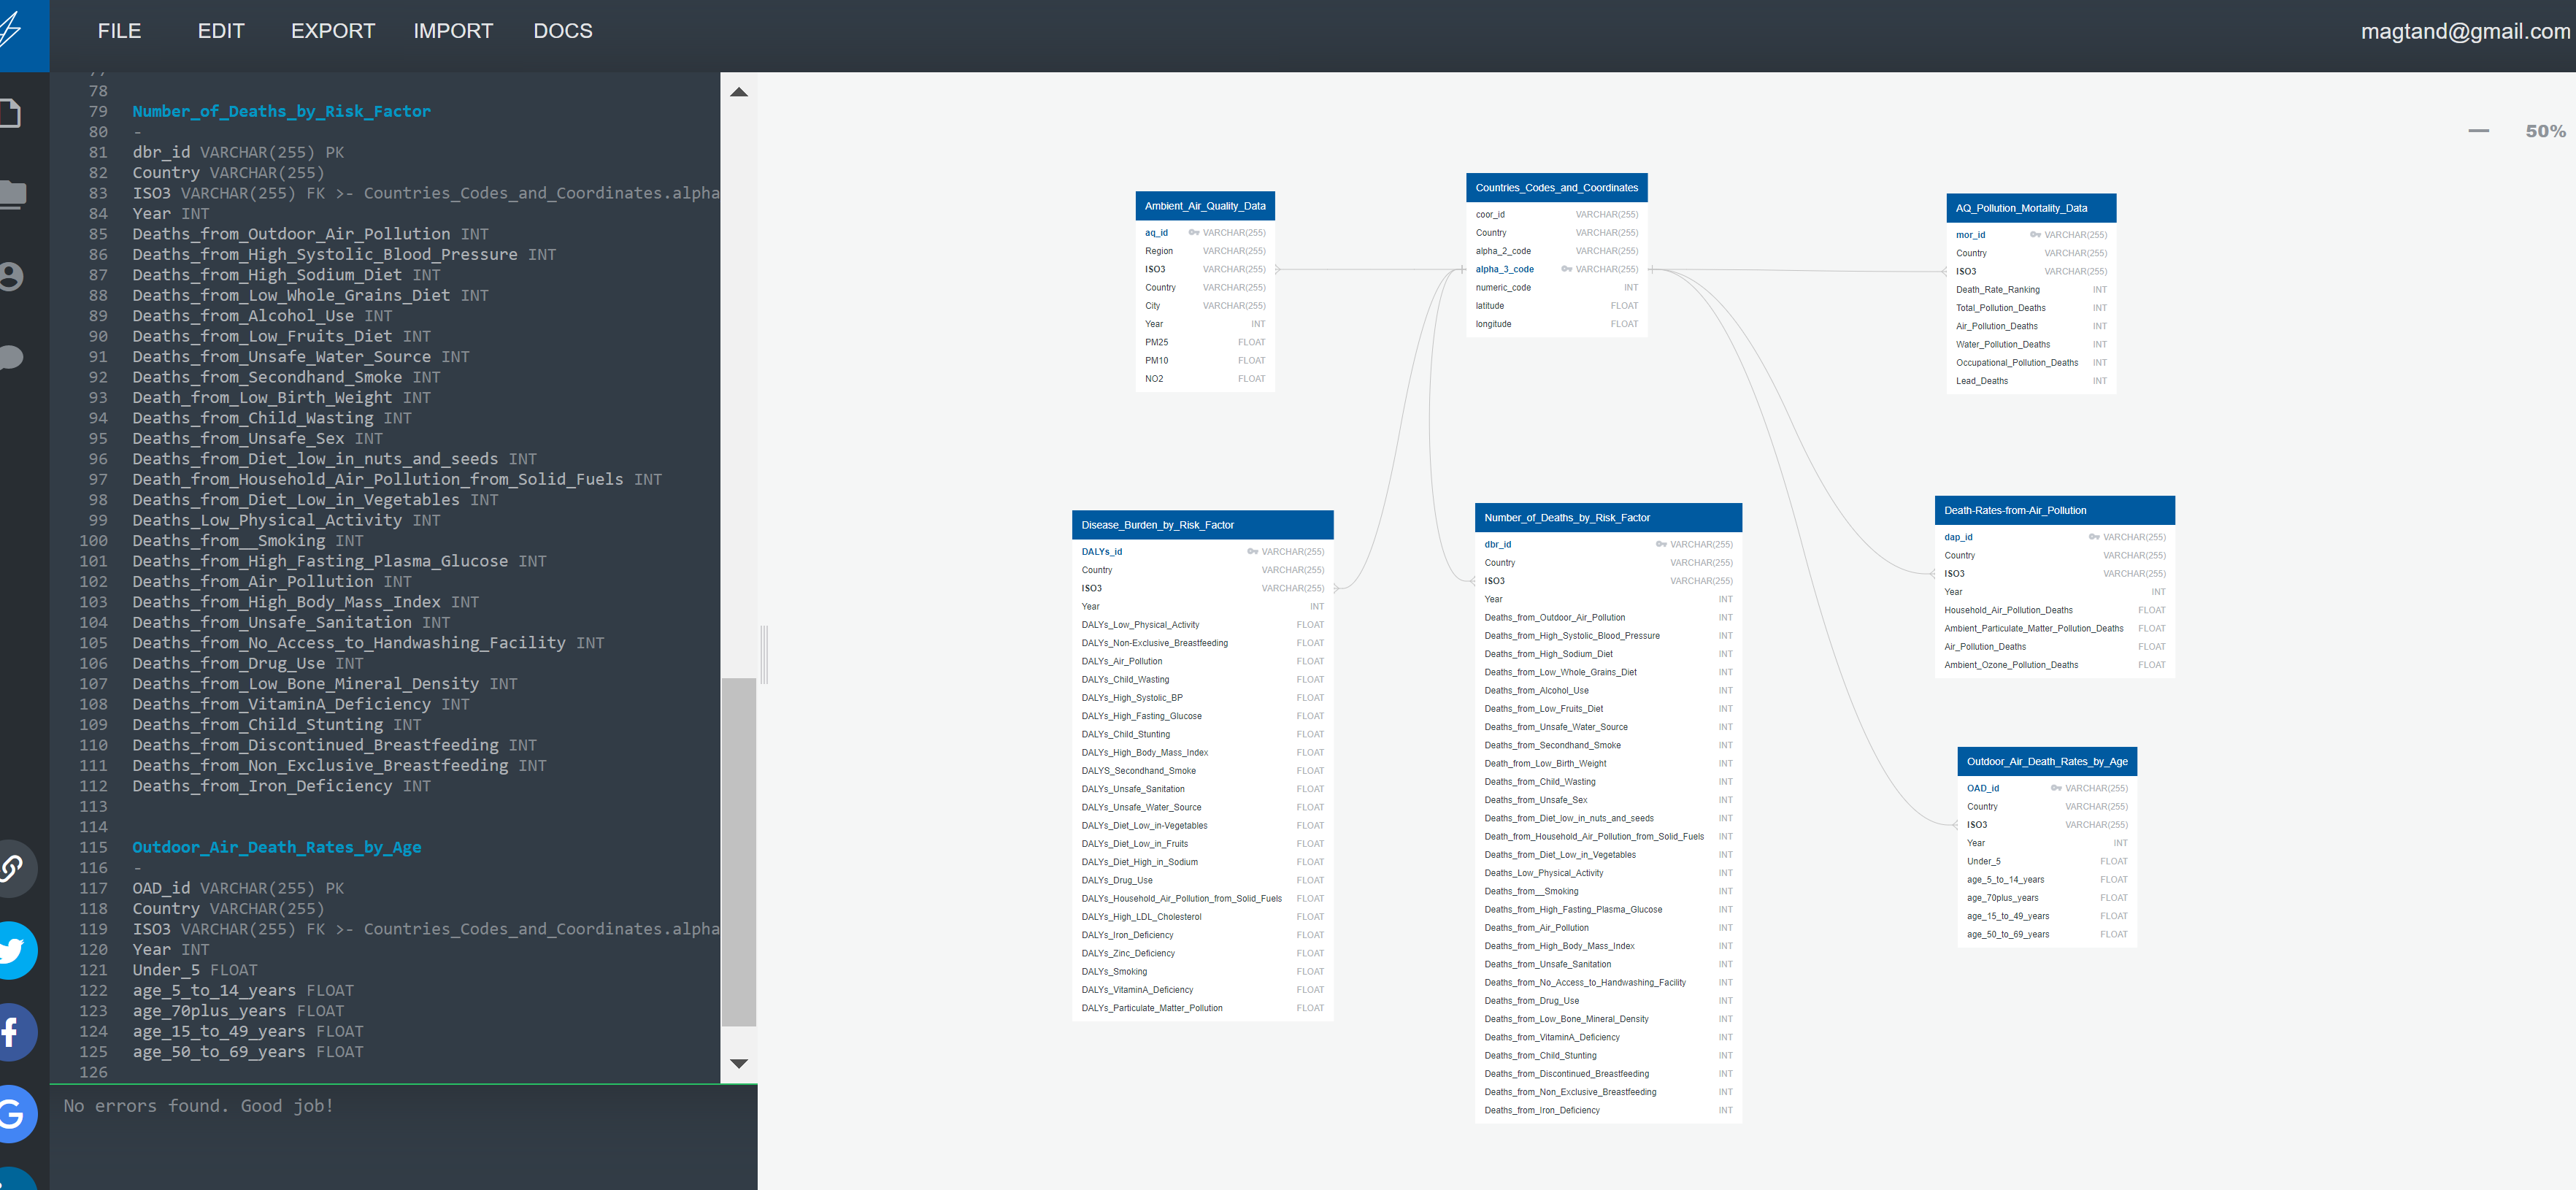 FILE EDIT EXPORT IMPORT DOCS
magtand@gmail.com
78
79 Number_of_Deaths_by_Risk_Factor
80 -
81 dbr_id VARCHAR(255) PK
82 Country VARCHAR(255)
83 ISO3 VARCHAR(255) FK >- Countries_Codes_and_Coordinates.alpha
84 Year INT
85 Deaths_from_Outdoor_Air_Pollution INT
86 Deaths_from_High_Systolic_Blood_Pressure INT
87 Deaths_from_High_Sodium_Diet INT
88 Deaths_from_Low_Whole_Grains_Diet INT
89 Deaths_from_Alcohol_Use INT
90 Deaths_from_Low_Fruits_Diet INT
91 Deaths_from_Unsafe_Water_Source INT
92 Deaths_from_Secondhand_Smoke INT
93 Death_from_Low_Birth_Weight INT
94 Deaths_from_Child_Wasting INT
95 Deaths_from_Unsafe_Sex INT
96 Deaths_from_Diet_low_in_nuts_and_seeds INT
97 Death_from_Household_Air_Pollution_from_Solid_Fuels INT
98 Deaths_from_Diet_Low_in_Vegetables INT
99 Deaths_Low_Physical_Activity INT
100 Deaths_from__Smoking INT
101 Deaths_from_High_Fasting_Plasma_Glucose INT
102 Deaths_from_Air_Pollution INT
103 Deaths_from_High_Body_Mass_Index INT
104 Deaths_from_Unsafe_Sanitation INT
105 Deaths_from_No_Access_to_Handwashing_Facility INT
106 Deaths_from_Drug_Use INT
107 Deaths_from_Low_Bone_Mineral_Density INT
108 Deaths_from_VitaminA_Deficiency INT
109 Deaths_from_Child_Stunting INT
110 Deaths_from_Discontinued_Breastfeeding INT
111 Deaths_from_Non_Exclusive_Breastfeeding INT
112 Deaths_from_Iron_Deficiency INT
113
114
115 Outdoor_Air_Death_Rates_by_Age
116 -
117 OAD_id VARCHAR(255) PK
118 Country VARCHAR(255)
119 ISO3 VARCHAR(255) FK >- Countries_Codes_and_Coordinates.alpha
120 Year INT
121 Under_5 FLOAT
122 age_5_to_14_years FLOAT
123 age_70plus_years FLOAT
124 age_15_to_49_years FLOAT
125 age_50_to_69_years FLOAT
126
No errors found. Good job!
50%
Ambient_Air_Quality_Data
aq_id VARCHAR(255)
Region VARCHAR(255)
ISO3 VARCHAR(255)
Country VARCHAR(255)
City VARCHAR(255)
Year INT
PM25 FLOAT
PM10 FLOAT
NO2 FLOAT
Countries_Codes_and_Coordinates
coor_id VARCHAR(255)
Country VARCHAR(255)
alpha_2_code VARCHAR(255)
alpha_3_code VARCHAR(255)
numeric_code INT
latitude FLOAT
longitude FLOAT
AQ_Pollution_Mortality_Data
mor_id VARCHAR(255)
Country VARCHAR(255)
ISO3 VARCHAR(255)
Death_Rate_Ranking INT
Total_Pollution_Deaths INT
Air_Pollution_Deaths INT
Water_Pollution_Deaths INT
Occupational_Pollution_Deaths INT
Lead_Deaths INT
Disease_Burden_by_Risk_Factor
DALYs_id VARCHAR(255)
Country VARCHAR(255)
ISO3 VARCHAR(255)
Year INT
DALYs_Low_Physical_Activity FLOAT
DALYs_Non-Exclusive_Breastfeeding FLOAT
DALYs_Air_Pollution FLOAT
DALYs_Child_Wasting FLOAT
DALYs_High_Systolic_BP FLOAT
DALYs_High_Fasting_Glucose FLOAT
DALYs_Child_Stunting FLOAT
DALYs_High_Body_Mass_Index FLOAT
DALYS_Secondhand_Smoke FLOAT
DALYs_Unsafe_Sanitation FLOAT
DALYs_Unsafe_Water_Source FLOAT
DALYs_Diet_Low_in-Vegetables FLOAT
DALYs_Diet_Low_in_Fruits FLOAT
DALYs_Diet_High_in_Sodium FLOAT
DALYs_Drug_Use FLOAT
DALYs_Household_Air_Pollution_from_Solid_Fuels FLOAT
DALYs_High_LDL_Cholesterol FLOAT
DALYs_Iron_Deficiency FLOAT
DALYs_Zinc_Deficiency FLOAT
DALYs_Smoking FLOAT
DALYs_VitaminA_Deficiency FLOAT
DALYs_Particulate_Matter_Pollution FLOAT
Number_of_Deaths_by_Risk_Factor
dbr_id VARCHAR(255)
Country VARCHAR(255)
ISO3 VARCHAR(255)
Year INT
Deaths_from_Outdoor_Air_Pollution INT
Deaths_from_High_Systolic_Blood_Pressure INT
Deaths_from_High_Sodium_Diet INT
Deaths_from_Low_Whole_Grains_Diet INT
Deaths_from_Alcohol_Use INT
Deaths_from_Low_Fruits_Diet INT
Deaths_from_Unsafe_Water_Source INT
Deaths_from_Secondhand_Smoke INT
Death_from_Low_Birth_Weight INT
Deaths_from_Child_Wasting INT
Deaths_from_Unsafe_Sex INT
Deaths_from_Diet_low_in_nuts_and_seeds INT
Death_from_Household_Air_Pollution_from_Solid_Fuels INT
Deaths_from_Diet_Low_in_Vegetables INT
Deaths_Low_Physical_Activity INT
Deaths_from__Smoking INT
Deaths_from_High_Fasting_Plasma_Glucose INT
Deaths_from_Air_Pollution INT
Deaths_from_High_Body_Mass_Index INT
Deaths_from_Unsafe_Sanitation INT
Deaths_from_No_Access_to_Handwashing_Facility INT
Deaths_from_Drug_Use INT
Deaths_from_Low_Bone_Mineral_Density INT
Deaths_from_VitaminA_Deficiency INT
Deaths_from_Child_Stunting INT
Deaths_from_Discontinued_Breastfeeding INT
Deaths_from_Non_Exclusive_Breastfeeding INT
Deaths_from_Iron_Deficiency INT
Death-Rates-from-Air_Pollution
dap_id VARCHAR(255)
Country VARCHAR(255)
ISO3 VARCHAR(255)
Year INT
Household_Air_Pollution_Deaths FLOAT
Ambient_Particulate_Matter_Pollution_Deaths FLOAT
Air_Pollution_Deaths FLOAT
Ambient_Ozone_Pollution_Deaths FLOAT
Outdoor_Air_Death_Rates_by_Age
OAD_id VARCHAR(255)
Country VARCHAR(255)
ISO3 VARCHAR(255)
Year INT
Under_5 FLOAT
age_5_to_14_years FLOAT
age_70plus_years FLOAT
age_15_to_49_years FLOAT
age_50_to_69_years FLOAT